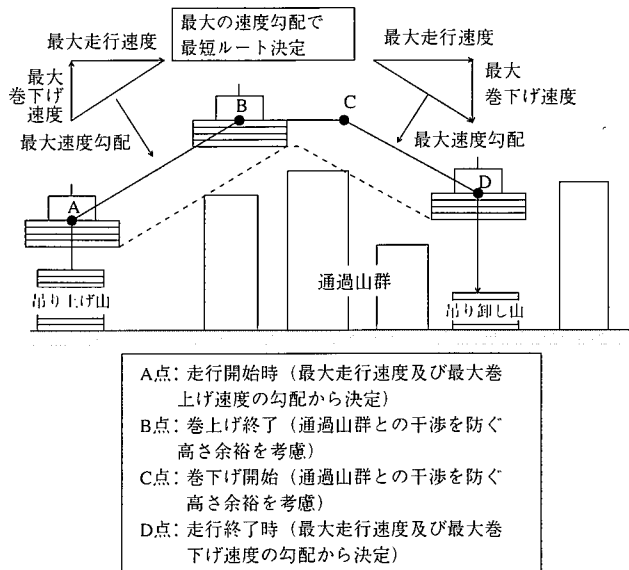 最大走行速度
最大の速度勾配で
最短ルート決定
最大走行速度
最大
巻下げ
速度
最大
巻下げ速度
最大速度勾配
最大速度勾配
B
C
A
D
通過山群
吊り上げ山
吊り卸し山
A点：走行開始時（最大走行速度及び最大巻
上げ速度の勾配から決定）
B点：巻上げ終了（通過山群との干渉を防ぐ
高さ余裕を考慮）
C点：巻下げ開始（通過山群との干渉を防ぐ
高さ余裕を考慮）
D点：走行終了時（最大走行速度及び最大巻
下げ速度の勾配から決定）